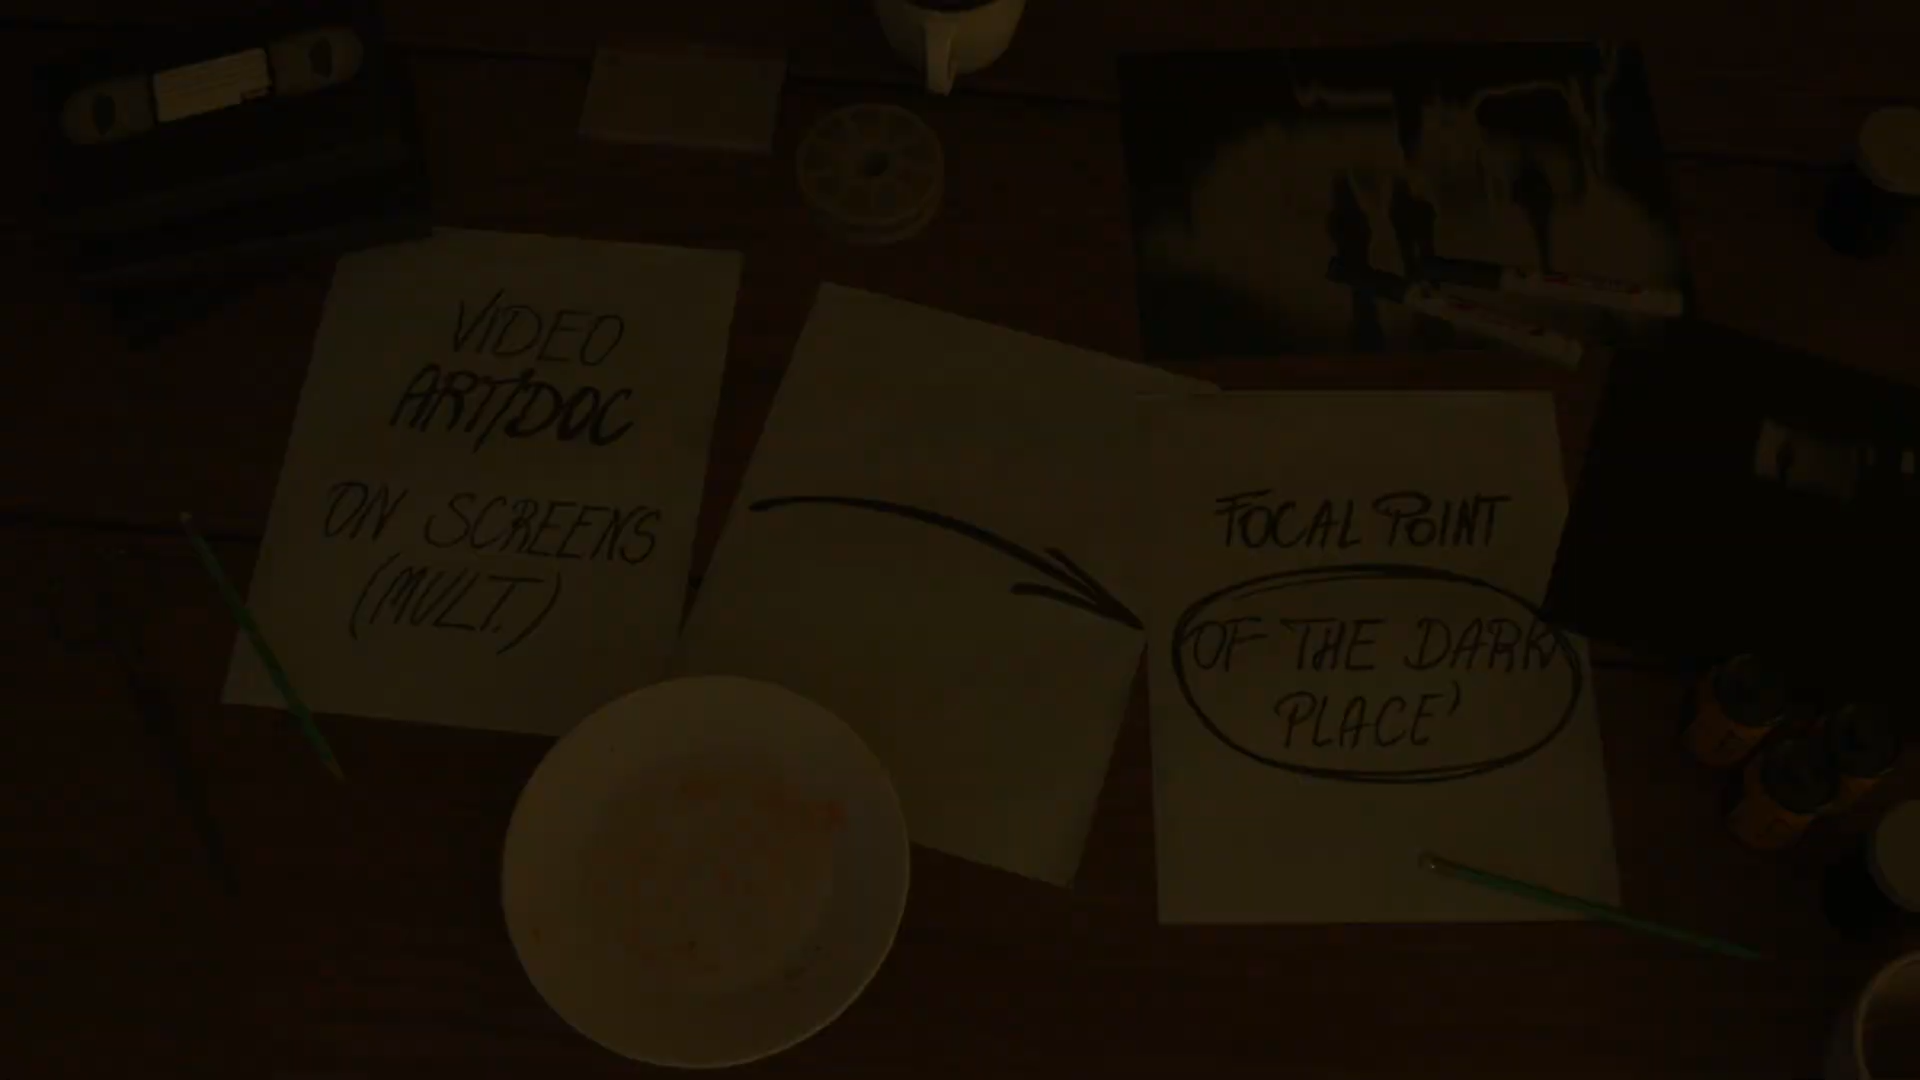 VIDEO
ART/DOC
ON SCREENS
(MULT.)
FOCAL POINT
OF THE DARK
PLACE'